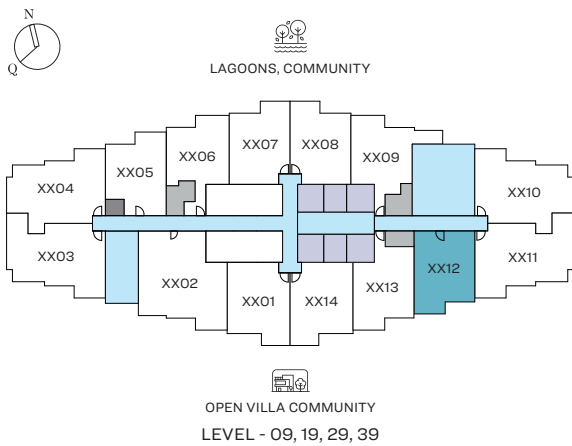 N
Q
LAGOONS, COMMUNITY
XX07 XX08
XX06 XX09
XX05
XX04 XX10
XX03 XX11
XX12
XX02 XX13
XX01 XX14
OPEN VILLA COMMUNITY
LEVEL - 09, 19, 29, 39